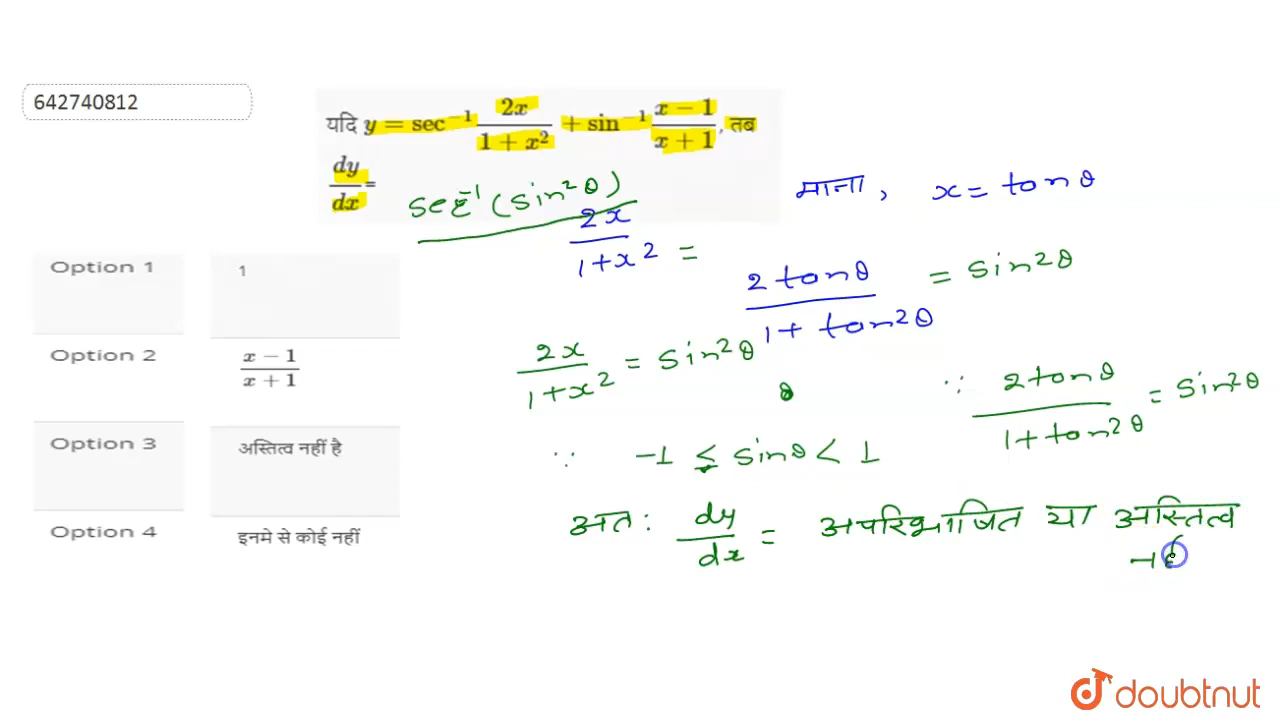 642740812
यदि y = sec⁻¹ 2x/(1 + x²) + sin⁻¹ (x − 1)/(x + 1), तब
dy/dx =
sec⁻¹ (sin2θ)
माना, x = tanθ
2x/(1+x²) = 2tanθ/(1+tan²θ) = sin2θ
Option 1 1
Option 2 (x − 1)/(x + 1)
Option 3 अस्तित्व नहीं है
Option 4 इनमे से कोई नहीं
2x/(1+x²) = sin2θ
θ
∵ 2tanθ/(1+tan²θ) = sin2θ
∵ -1 ≤ sinθ < 1
अत: dy/dx = अपरिभाजित या अस्तित्व
doubtnut